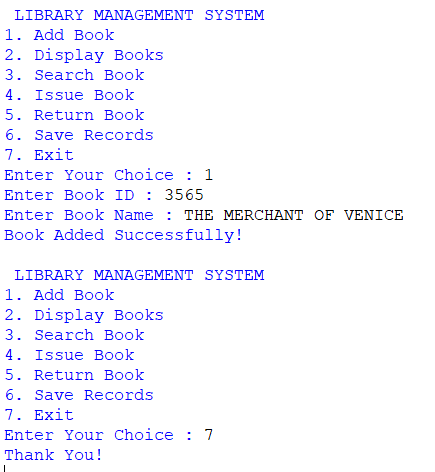 LIBRARY MANAGEMENT SYSTEM
1. Add Book
2. Display Books
3. Search Book
4. Issue Book
5. Return Book
6. Save Records
7. Exit
Enter Your Choice : 1
Enter Book ID : 3565
Enter Book Name : THE MERCHANT OF VENICE
Book Added Successfully!
LIBRARY MANAGEMENT SYSTEM
1. Add Book
2. Display Books
3. Search Book
4. Issue Book
5. Return Book
6. Save Records
7. Exit
Enter Your Choice : 7
Thank You!